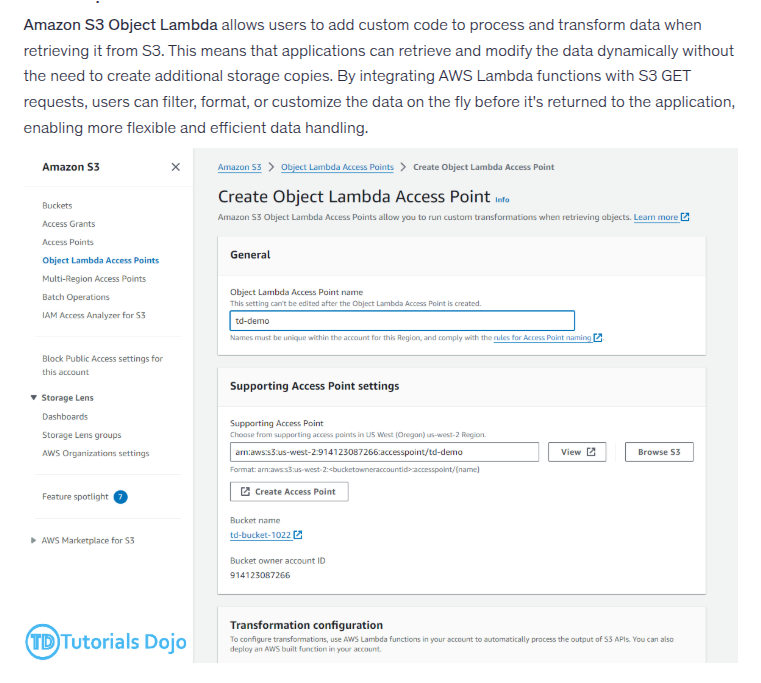 Amazon S3 Object Lambda allows users to add custom code to process and transform data when
retrieving it from S3. This means that applications can retrieve and modify the data dynamically without
the need to create additional storage copies. By integrating AWS Lambda functions with S3 GET
requests, users can filter, format, or customize the data on the fly before it's returned to the application,
enabling more flexible and efficient data handling.
Amazon S3
Buckets
Access Grants
Access Points
Object Lambda Access Points
Multi-Region Access Points
Batch Operations
IAM Access Analyzer for S3
Block Public Access settings for
this account
Storage Lens
Dashboards
Storage Lens groups
AWS Organizations settings
Feature spotlight 7
AWS Marketplace for S3
TD Tutorials Dojo
Amazon S3 > Object Lambda Access Points > Create Object Lambda Access Point
Create Object Lambda Access Point Info
Amazon S3 Object Lambda Access Points allow you to run custom transformations when retrieving objects. Learn more
General
Object Lambda Access Point name
This setting can't be edited after the Object Lambda Access Point is created.
td-demo
Names must be unique within the account for this Region, and comply with the rules for Access Point naming
Supporting Access Point settings
Supporting Access Point
Choose from supporting access points in US West (Oregon) us-west-2 Region.
arn:aws:s3:us-west-2:914123087266:accesspoint/td-demo
View
Browse S3
Format: arn:aws:s3:us-west-2:<bucketowneraccountid>:accesspoint/{name}
Create Access Point
Bucket name
td-bucket-1022
Bucket owner account ID
914123087266
Transformation configuration
To configure transformations, use AWS Lambda functions in your account to automatically process the output of S3 APIs. You can also
deploy an AWS built function in your account.